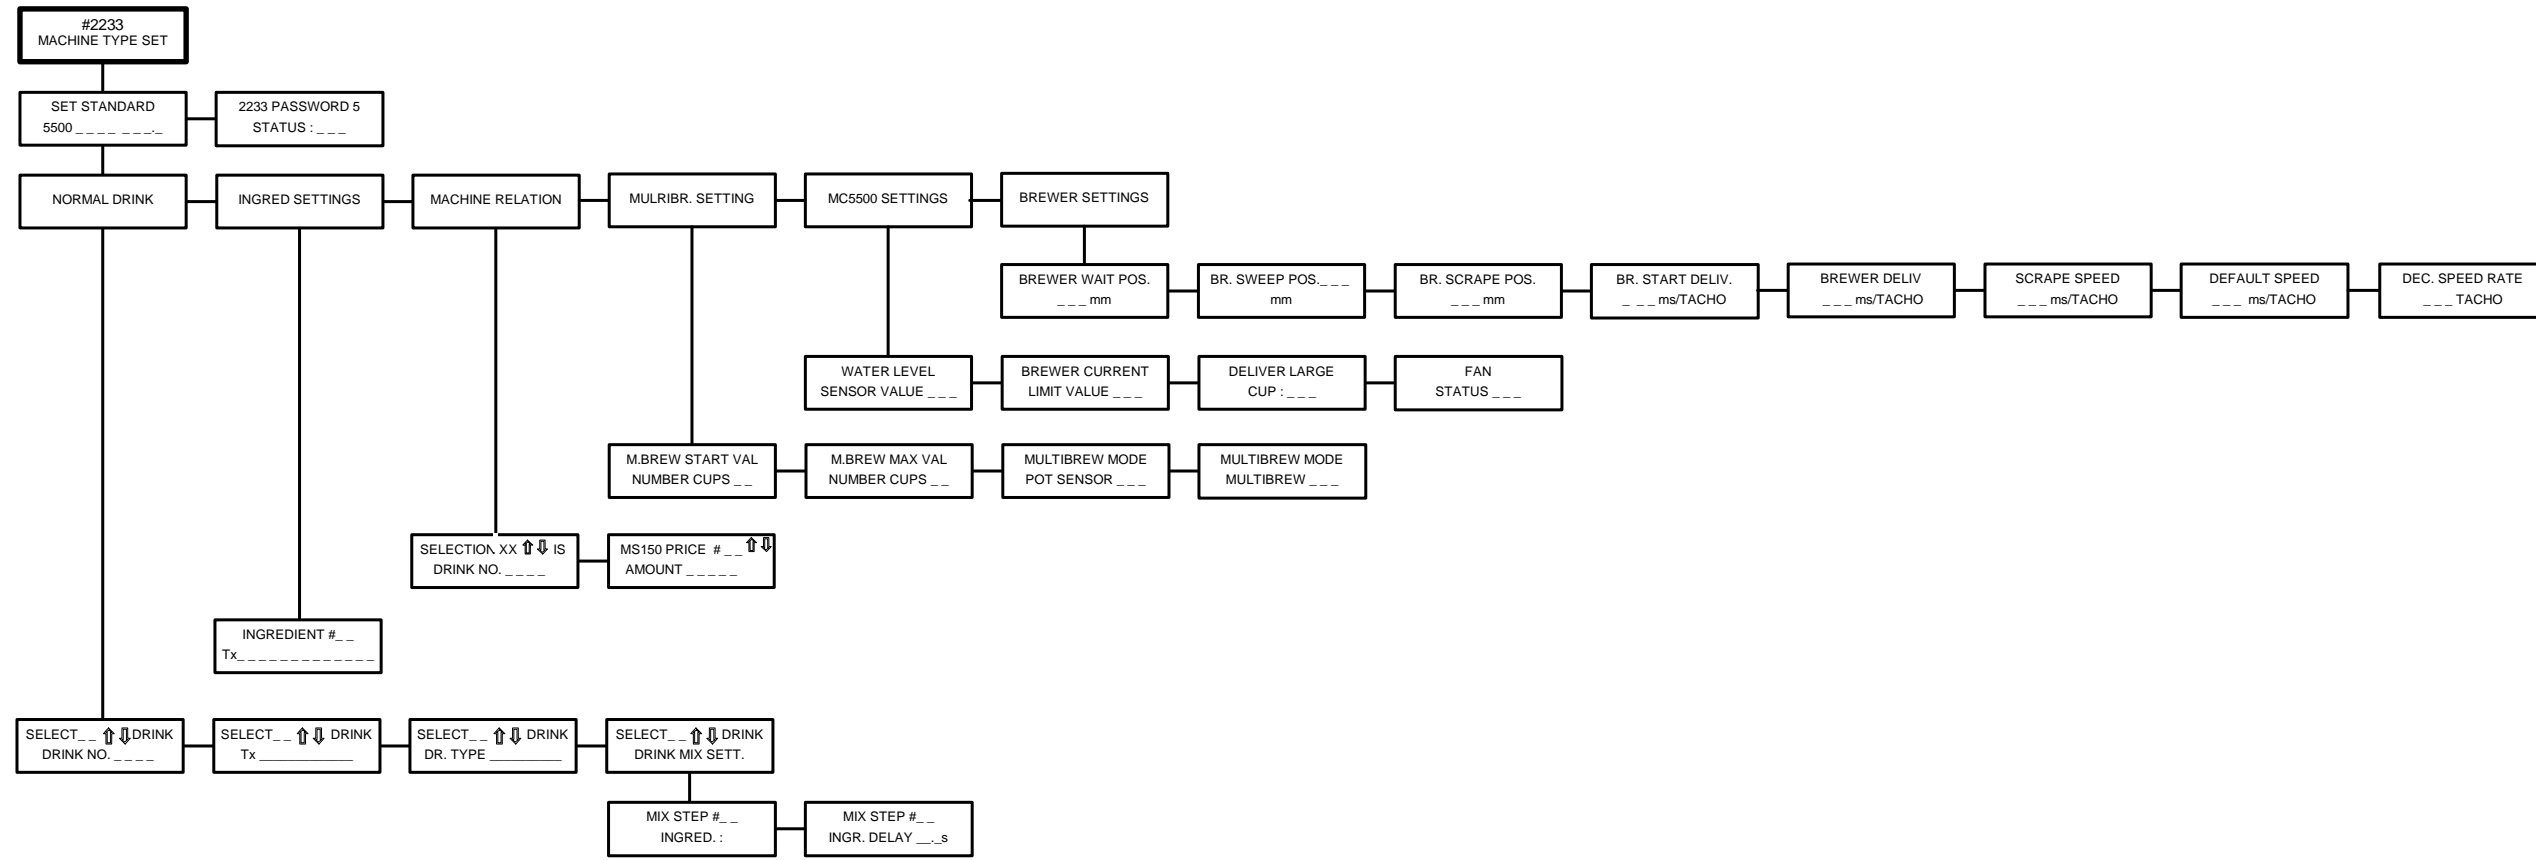 #2233
MACHINE TYPE SET
SET STANDARD
5500 _ _ _ _ _ _ _._
2233 PASSWORD 5
STATUS : _ _ _
NORMAL DRINK
INGRED SETTINGS
MACHINE RELATION
MULRIBR. SETTING
MC5500 SETTINGS
BREWER SETTINGS
BREWER WAIT POS.
_ _ _ mm
BR. SWEEP POS._ _ _
mm
BR. SCRAPE POS.
_ _ _ mm
BR. START DELIV.
_ _ _ ms/TACHO
BREWER DELIV
_ _ _ ms/TACHO
SCRAPE SPEED
_ _ _ ms/TACHO
DEFAULT SPEED
_ _ _ ms/TACHO
DEC. SPEED RATE
_ _ _ TACHO
WATER LEVEL
SENSOR VALUE _ _ _
BREWER CURRENT
LIMIT VALUE _ _ _
DELIVER LARGE
CUP : _ _ _
FAN
STATUS _ _ _
M.BREW START VAL
NUMBER CUPS _ _
M.BREW MAX VAL
NUMBER CUPS _ _
MULTIBREW MODE
POT SENSOR _ _ _
MULTIBREW MODE
MULTIBREW _ _ _
SELECTION XX ⇧ ⇩ IS
DRINK NO. _ _ _ _
MS150 PRICE # _ _ ⇧ ⇩
AMOUNT _ _ _ _ _
INGREDIENT #_ _
Tx_ _ _ _ _ _ _ _ _ _ _ _ _
SELECT_ _ ⇧ ⇩ DRINK
DRINK NO. _ _ _ _
SELECT_ _ ⇧ ⇩ DRINK
Tx _____________
SELECT_ _ ⇧ ⇩ DRINK
DR. TYPE __________
SELECT_ _ ⇧ ⇩ DRINK
DRINK MIX SETT.
MIX STEP #_ _
INGRED. :
MIX STEP #_ _
INGR. DELAY __._s